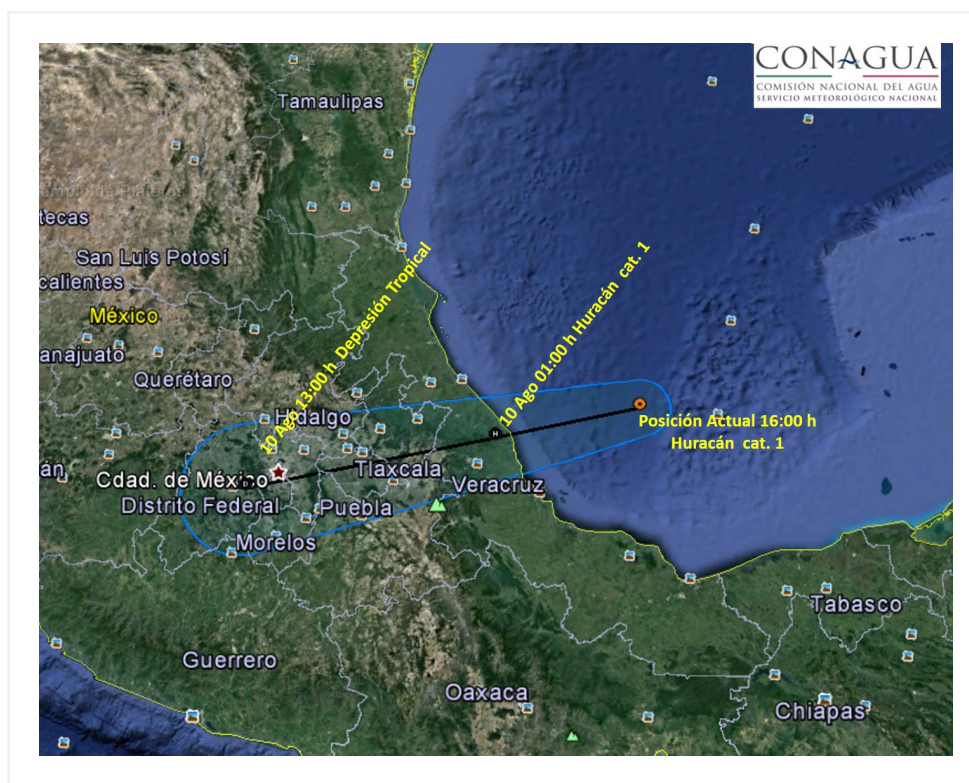 CONAGUA
COMISIÓN NACIONAL DEL AGUA
SERVICIO METEOROLÓGICO NACIONAL
Tamaulipas
tecas
San Luis Potosí
calientes
México
anajuato
Querétaro
10 Ago 13:00 h Depresión Tropical
10 Ago 01:00 h Huracán cat. 1
Hidalgo
H
Posición Actual 16:00 h
Huracán cat. 1
án
Cdad. de México
Tlaxcala
Veracruz
Distrito Federal
Puebla
Morelos
Tabasco
Guerrero
Oaxaca
Chiapas